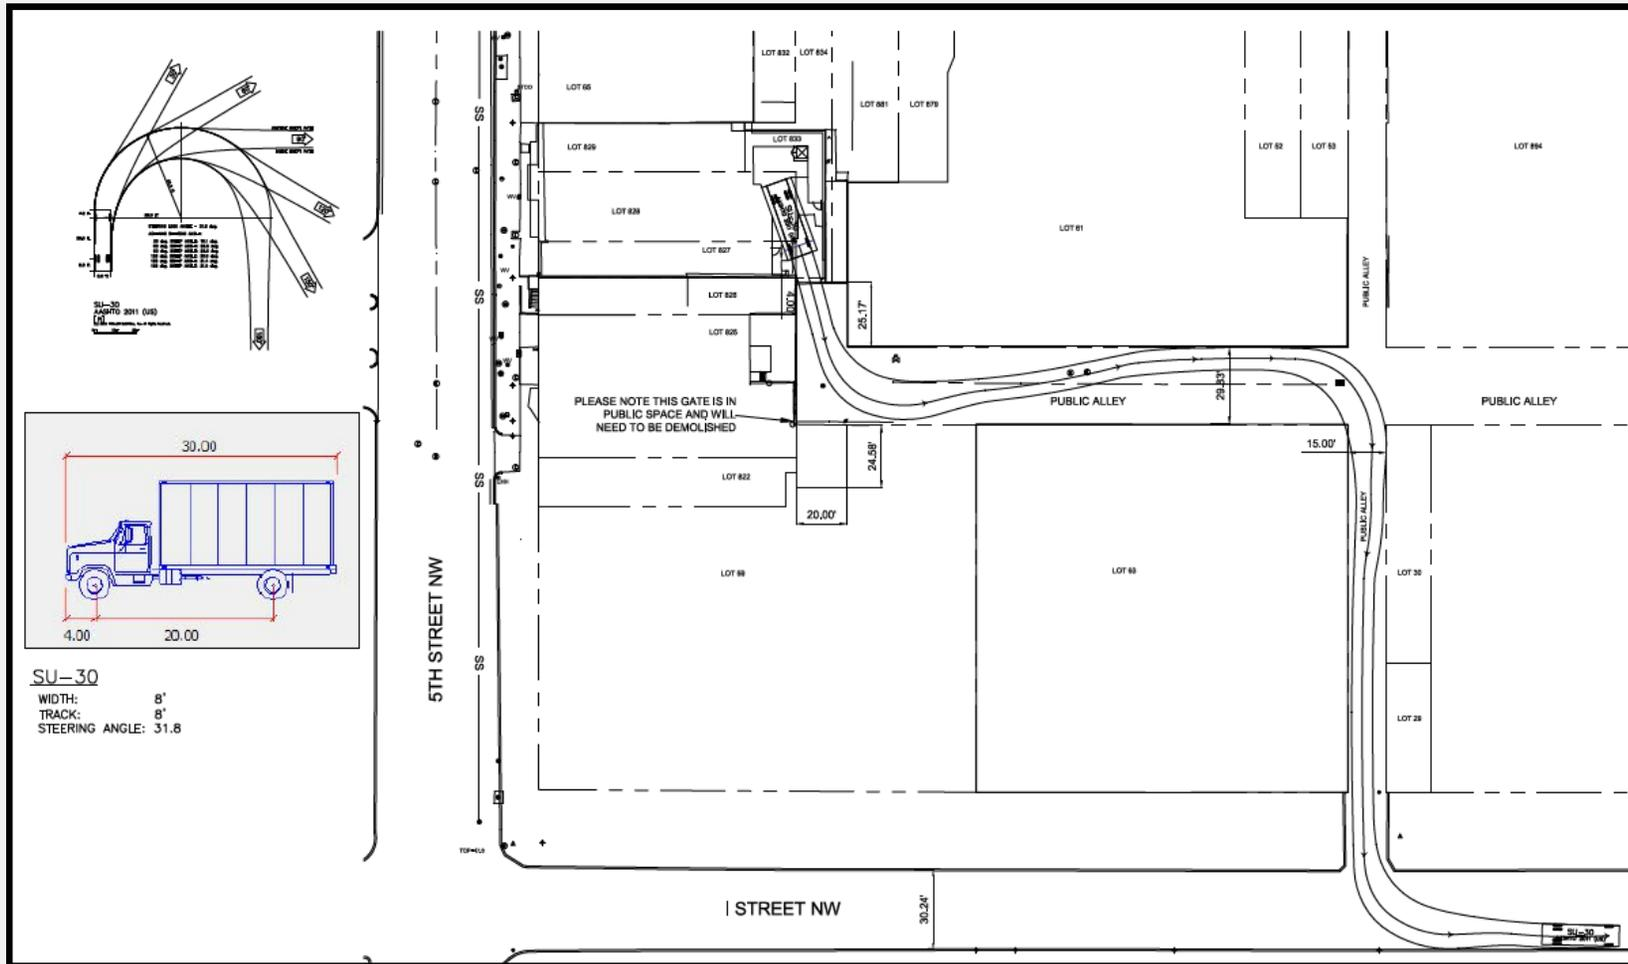 LOT 832
LOT 834
LOT 65
LOT 881
LOT 879
LOT 829
LOT 833
LOT 52
LOT 53
LOT 894
LOT 828
LOT 61
LOT 827
LOT 826
4.00'
25.17'
PUBLIC ALLEY
LOT 825
SU-30
AASHTO 2011 (US)
PLEASE NOTE THIS GATE IS IN
PUBLIC SPACE AND WILL
NEED TO BE DEMOLISHED
PUBLIC ALLEY
29.83'
PUBLIC ALLEY
15.00'
24.58'
LOT 822
20.00'
PUBLIC ALLEY
30.00
4.00
20.00
SU-30
WIDTH: 8'
TRACK: 8'
STEERING ANGLE: 31.8
SS
SS
SS
SS
5TH STREET NW
LOT 59
LOT 60
LOT 30
LOT 29
I STREET NW
30.24'
SU-30